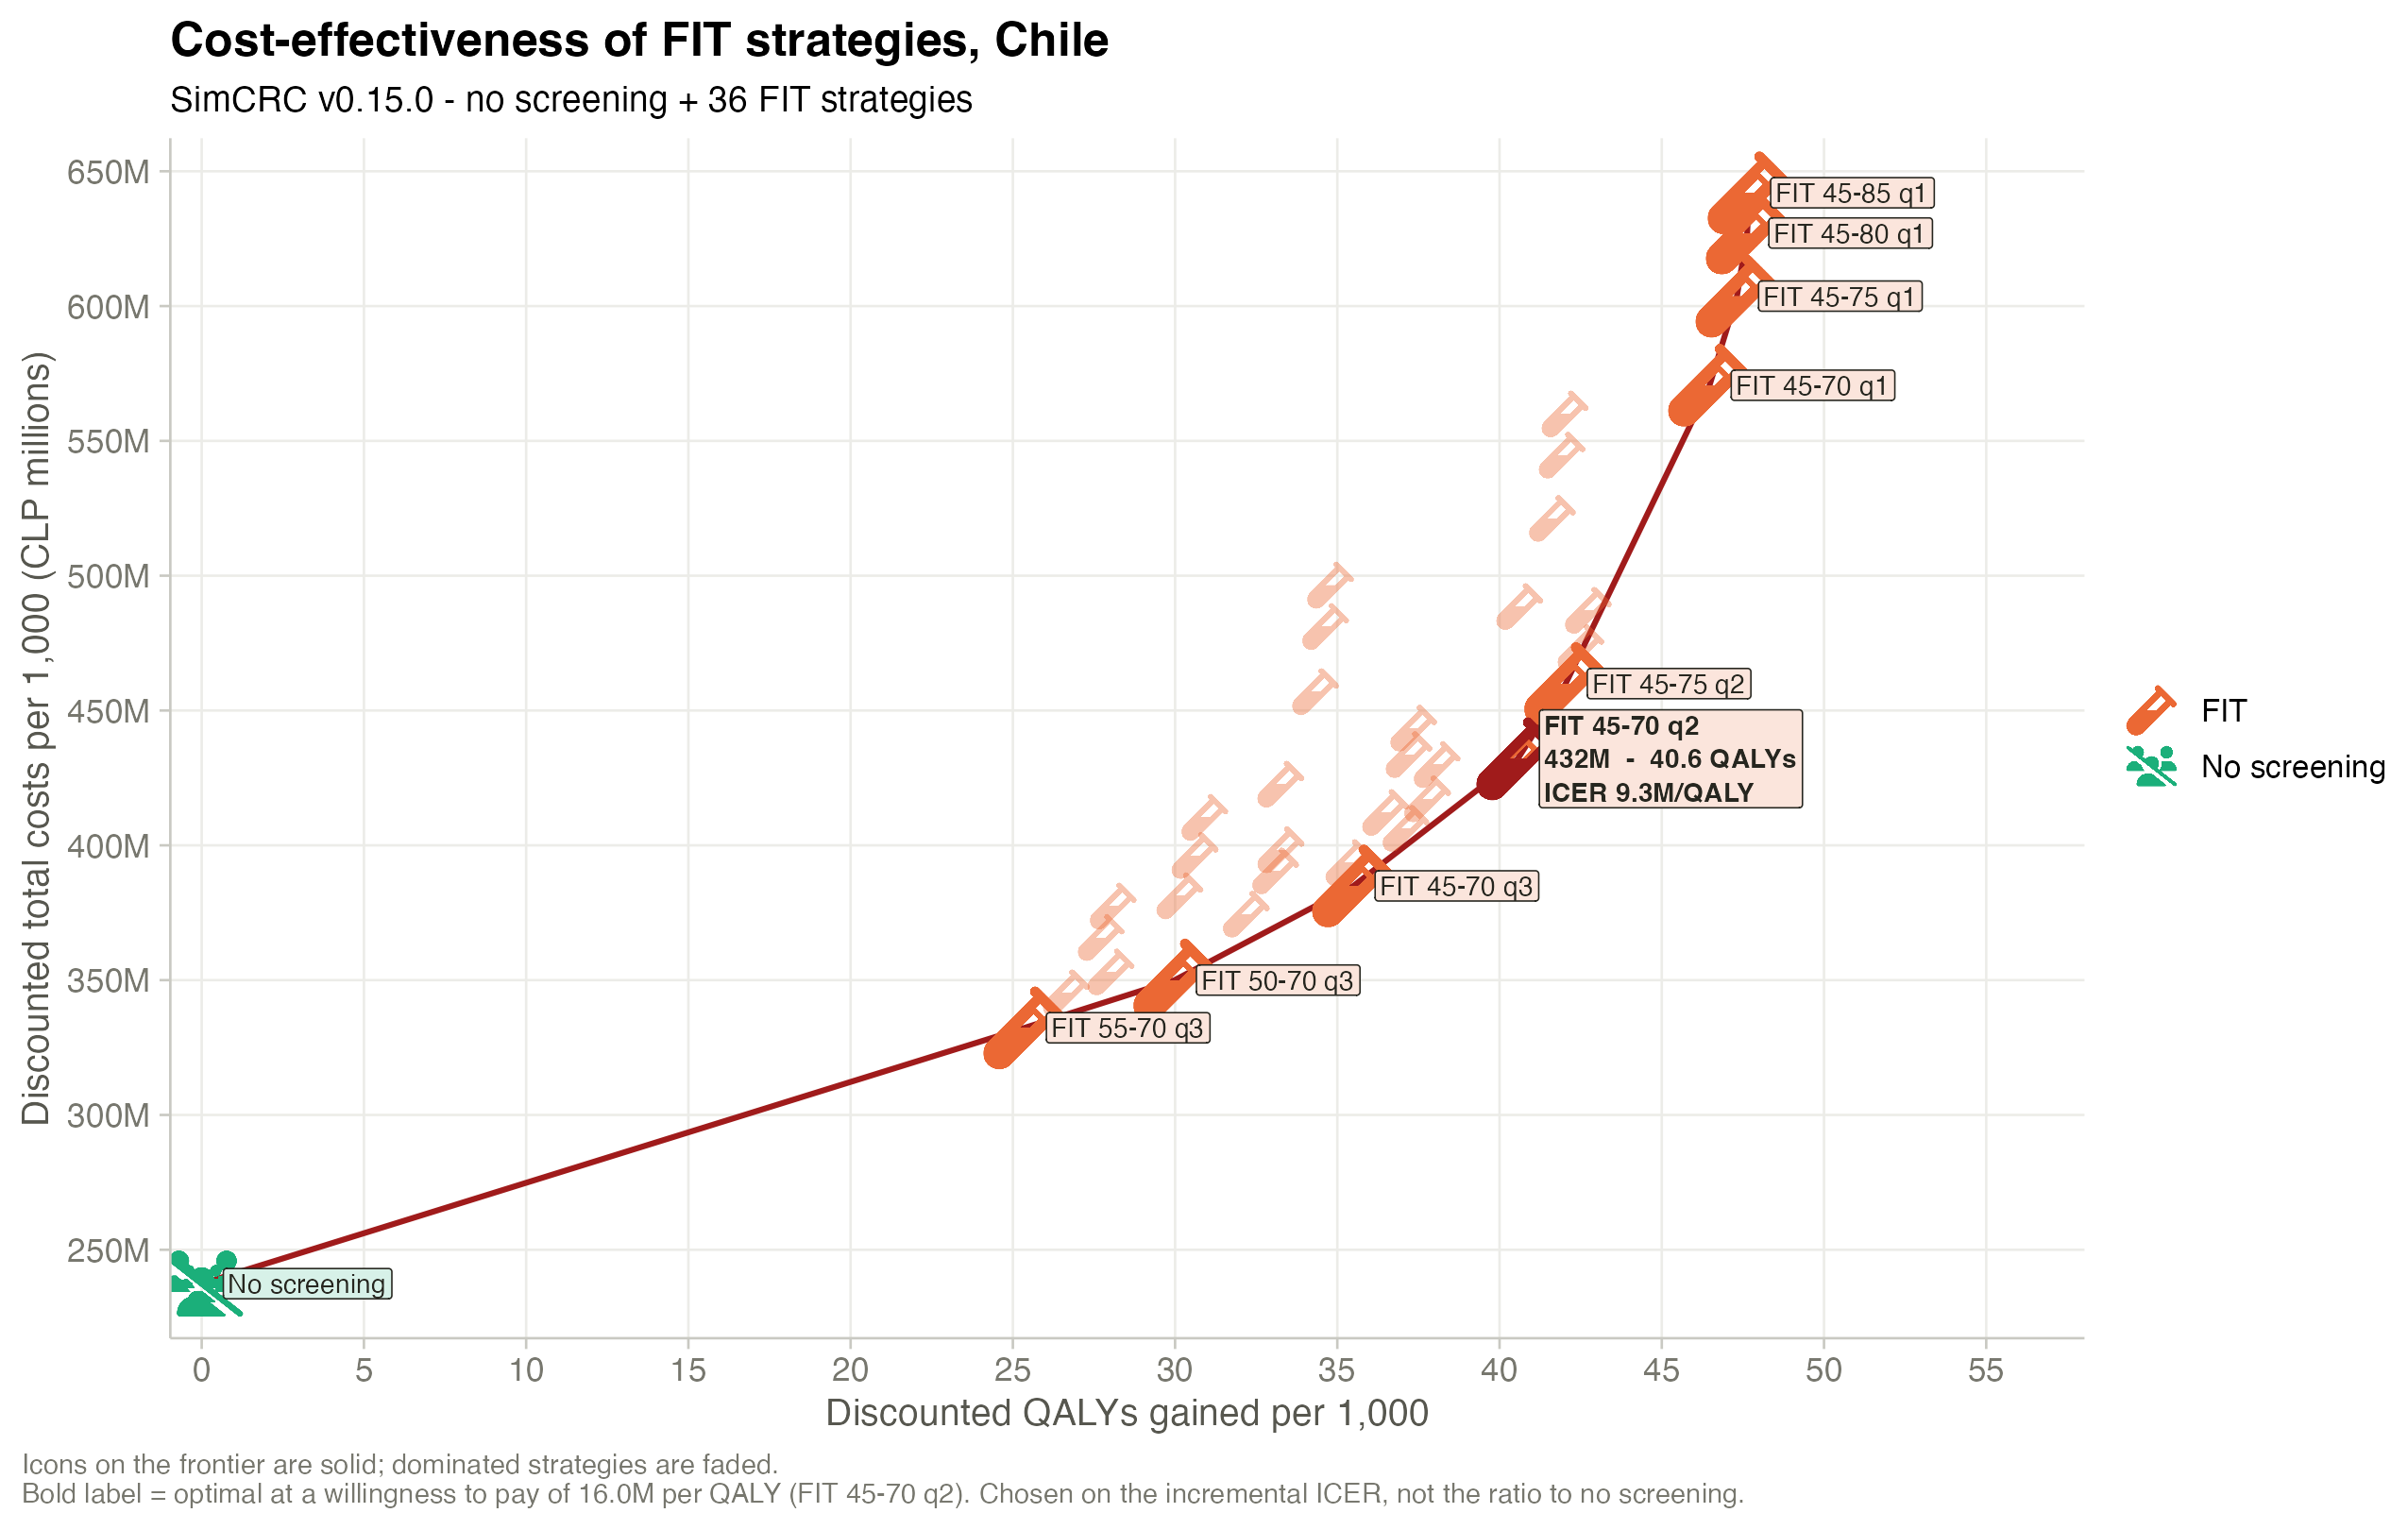 Cost-effectiveness of FIT strategies, Chile
SimCRC v0.15.0 - no screening + 36 FIT strategies
Discounted total costs per 1,000 (CLP millions)
650M
600M
550M
500M
450M
400M
350M
300M
250M
FIT 45-85 q1
FIT 45-80 q1
FIT 45-75 q1
FIT 45-70 q1
FIT 45-75 q2
FIT 45-70 q2
432M - 40.6 QALYs
ICER 9.3M/QALY
FIT 45-70 q3
FIT 50-70 q3
FIT 55-70 q3
No screening
FIT
No screening
0 5 10 15 20 25 30 35 40 45 50 55
Discounted QALYs gained per 1,000
Icons on the frontier are solid; dominated strategies are faded.
Bold label = optimal at a willingness to pay of 16.0M per QALY (FIT 45-70 q2). Chosen on the incremental ICER, not the ratio to no screening.